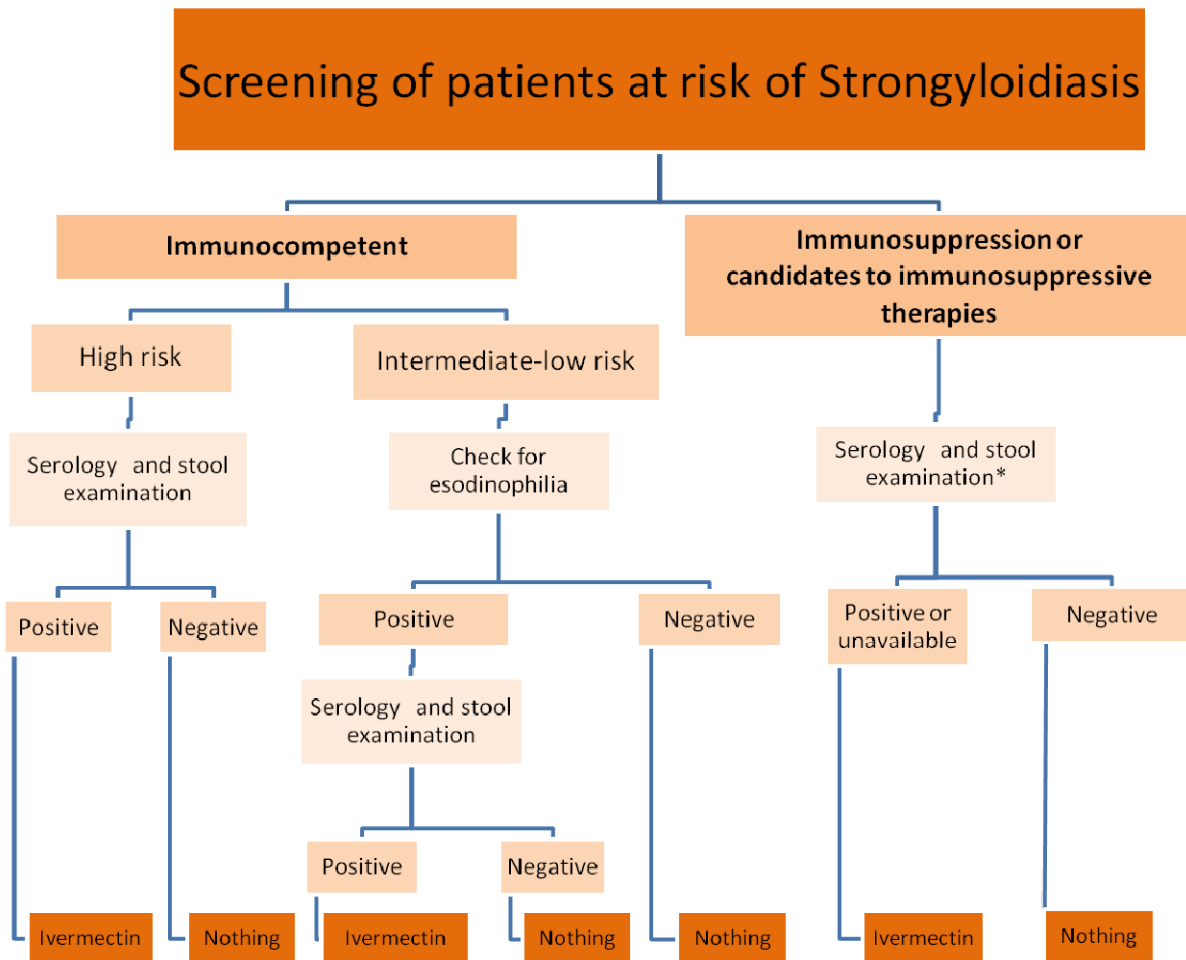 Screening of patients at risk of Strongyloidiasis
Immunocompetent
Immunosuppression or
candidates to immunosuppressive
therapies
High risk
Intermediate-low risk
Serology and stool
examination
Check for
esodinophilia
Serology and stool
examination*
Positive
Negative
Positive
Negative
Positive or
unavailable
Negative
Serology and stool
examination
Positive
Negative
Ivermectin
Nothing
Ivermectin
Nothing
Nothing
Ivermectin
Nothing